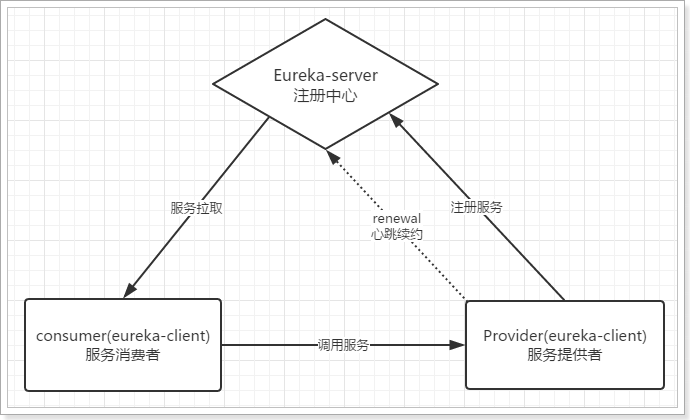 Eureka-server
注册中心
服务拉取
renewal
心跳续约
注册服务
consumer(eureka-client)
服务消费者
调用服务
Provider(eureka-client)
服务提供者